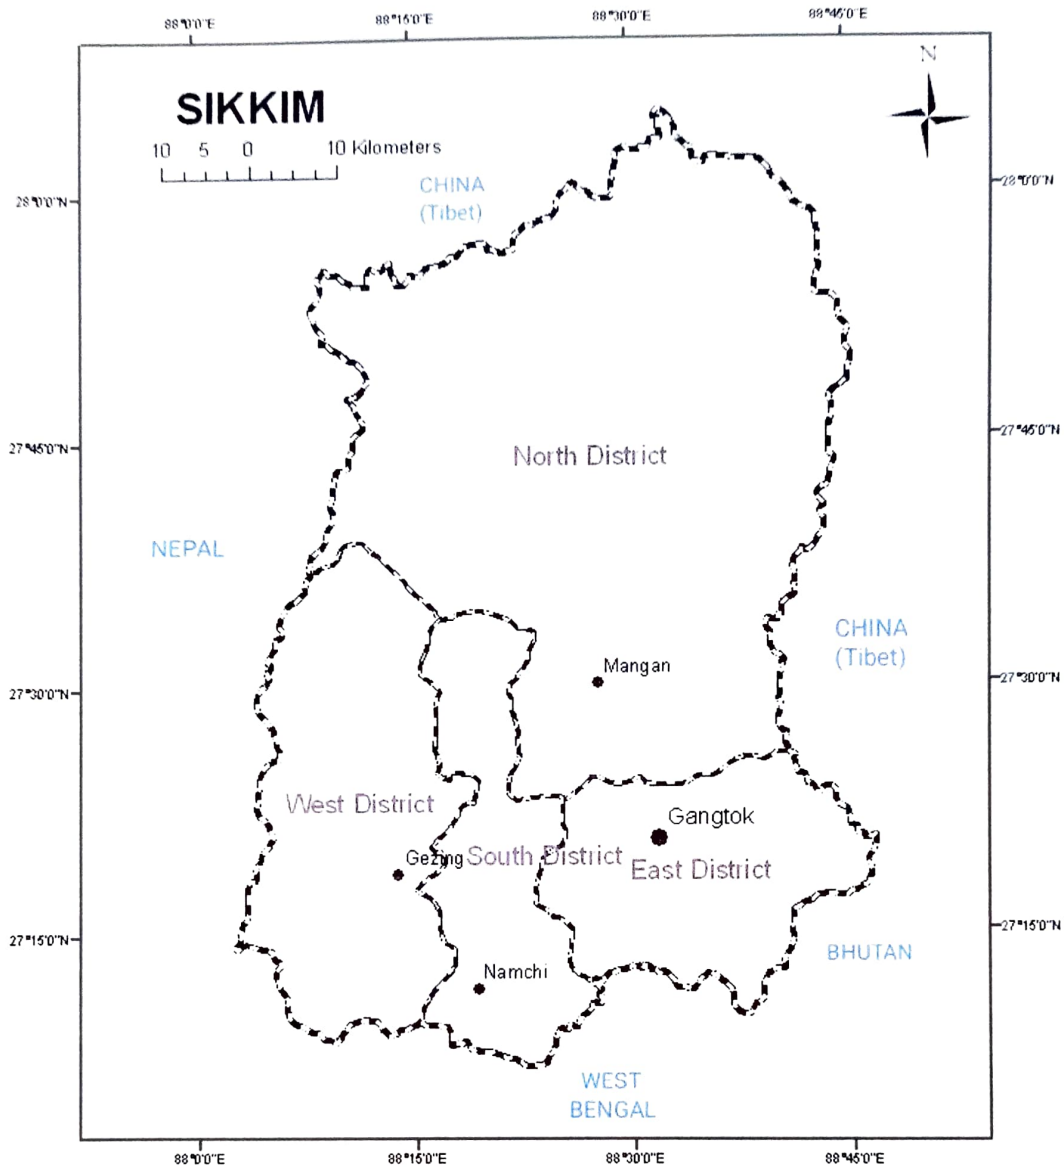 88°0'0"E 88°15'0"E 88°30'0"E 88°45'0"E
N
SIKKIM
10 5 0 10 Kilometers
CHINA
(Tibet)
28°0'0"N 28°0'0"N
27°45'0"N 27°45'0"N
North District
NEPAL
CHINA
(Tibet)
Mangan
27°30'0"N 27°30'0"N
West District
Gangtok
Gezing South District
East District
27°15'0"N 27°15'0"N
BHUTAN
Namchi
WEST
BENGAL
88°0'0"E 88°15'0"E 88°30'0"E 88°45'0"E